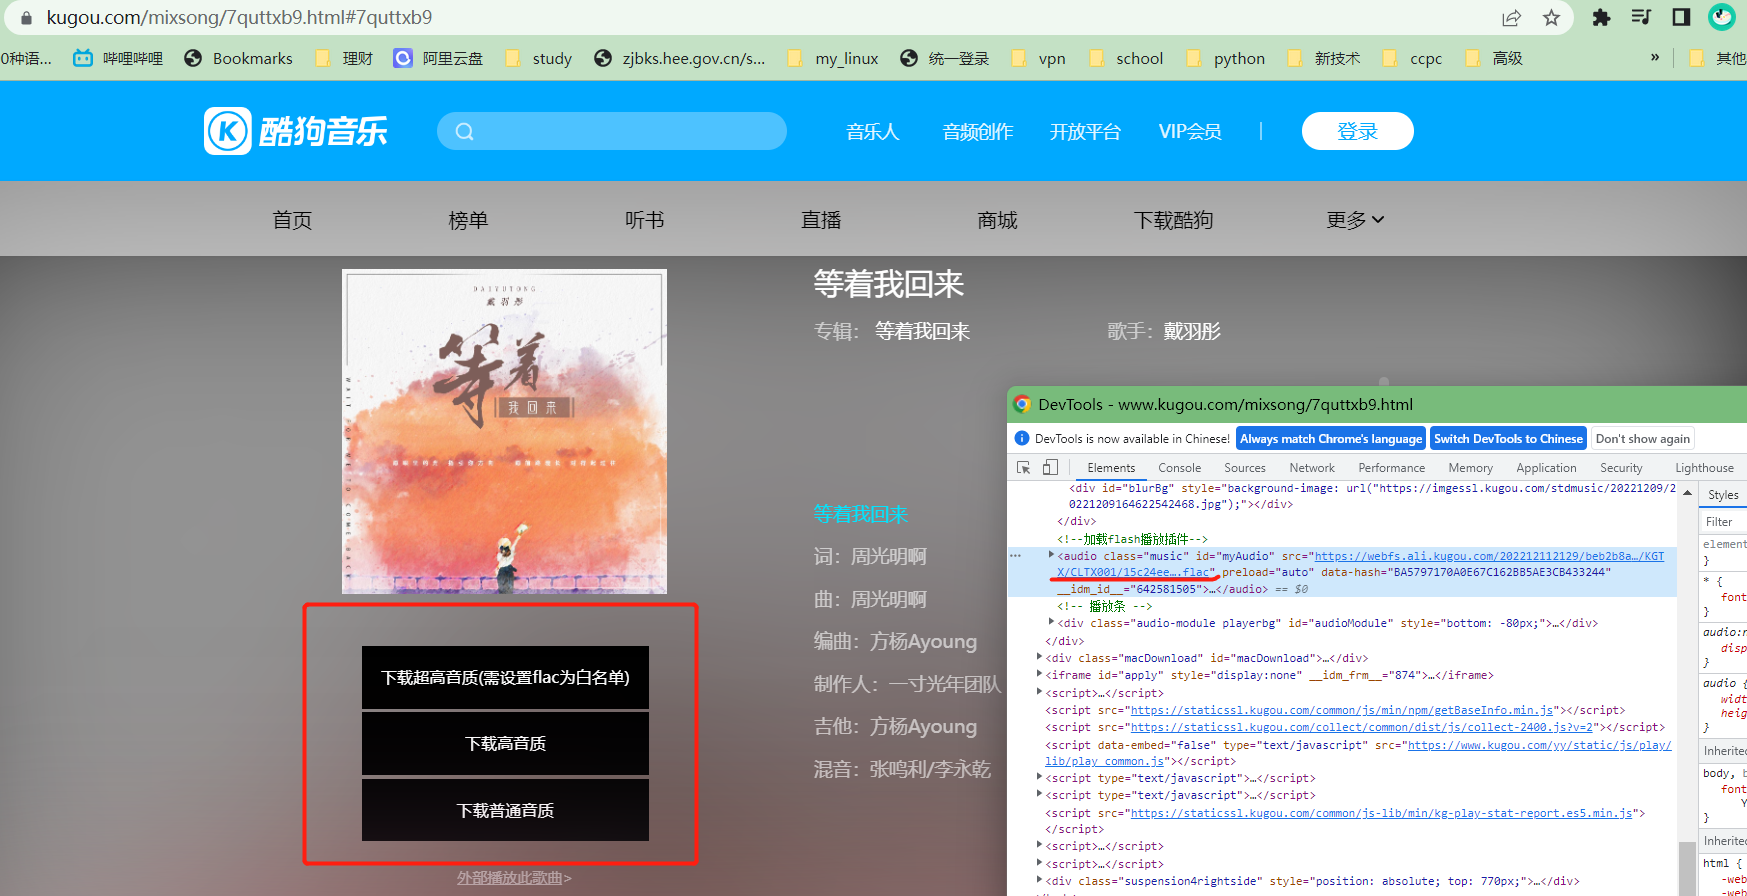 kugou.com/mixsong/7quttxb9.html#7quttxb9
0种语... 哔哩哔哩 Bookmarks 理财 阿里云盘 study zjbks.hee.gov.cn/s... my_linux 统一登录 vpn school python 新技术 ccpc 高级 » 其他
酷狗音乐 音乐人 音频创作 开放平台 VIP会员 | 登录
首页 榜单 听书 直播 商城 下载酷狗 更多
DAIYUTONG
戴羽彤
等着
我回来
等着我回来
专辑： 等着我回来 歌手：戴羽彤
等着我回来
词：周光明啊
曲：周光明啊
编曲：方杨Ayoung
制作人：一寸光年团队
吉他：方杨Ayoung
混音：张鸣利/李永乾
下载超高音质(需设置flac为白名单)
下载高音质
下载普通音质
外部播放此歌曲>
DevTools - www.kugou.com/mixsong/7quttxb9.html
DevTools is now available in Chinese! Always match Chrome's language Switch DevTools to Chinese Don't show again
Elements Console Sources Network Performance Memory Application Security Lighthouse
<div id="blurBg" style="background-image: url("https://imgessl.kugou.com/stdmusic/20221209/2
0221209164622542468.jpg");"></div>
</div>
<!--加载flash播放插件-->
<audio class="music" id="myAudio" src="https://webfs.ali.kugou.com/202212112129/beb2b8a…/KGT
X/CLTX001/15c24ee….flac" preload="auto" data-hash="BA5797170A0E67C162BB5AE3CB433244"
__idm_id__="642581505">…</audio> == $0
<!-- 播放条 -->
<div class="audio-module playerbg" id="audioModule" style="bottom: -80px;">…</div>
</div>
<div class="macDownload" id="macDownload">…</div>
<iframe id="apply" style="display:none" __idm_frm__="874">…</iframe>
<script>…</script>
<script src="https://staticssl.kugou.com/common/js/min/npm/getBaseInfo.min.js"></script>
<script src="https://staticssl.kugou.com/collect/common/dist/js/collect-2400.js?v=2"></script>
<script data-embed="false" type="text/javascript" src="https://www.kugou.com/yy/static/js/play/
lib/play_common.js"></script>
<script type="text/javascript">…</script>
<script type="text/javascript">…</script>
<script src="https://staticssl.kugou.com/common/js-lib/min/kg-play-stat-report.es5.min.js">
</script>
<script>…</script>
<script>…</script>
<div class="suspension4rightside" style="position: absolute; top: 770px;">…</div>
Styles
Filter
element
}
* {
font
}
audio:n
disp
}
audio {
widt
heig
}
Inherited
body, b
font
Y
}
Inherited
html {
-web
-web